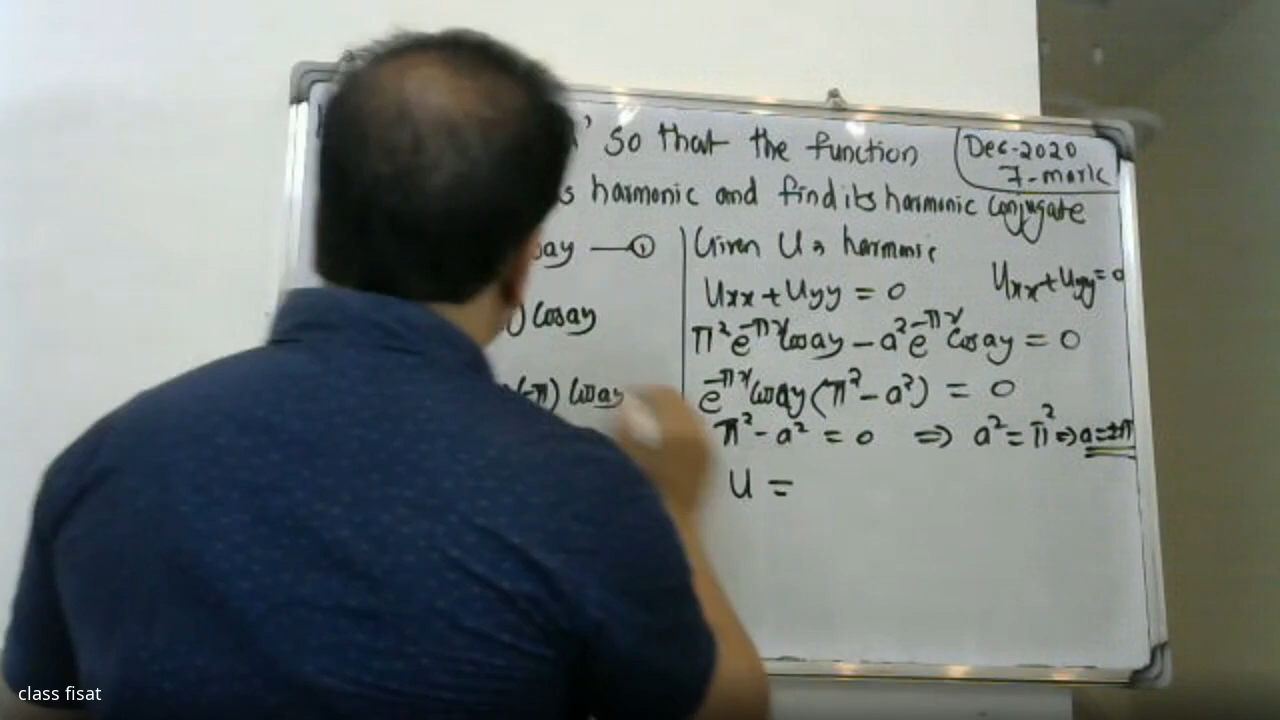 ' so that the function
Dec-2020
7-mark
s harmonic and find its harmonic conjugate
ay —①
) Cosay
(-π) Cosay
Given U is harmonic
Uxx + Uyy = 0
Uxx + Uyy = 0
π² e^-πx Cosay - a² e^-πx Cosay = 0
e^-πx Cosay (π² - a²) = 0
π² - a² = 0 ⇒ a² = π² ⇒ a = ±π
U =
class fisat